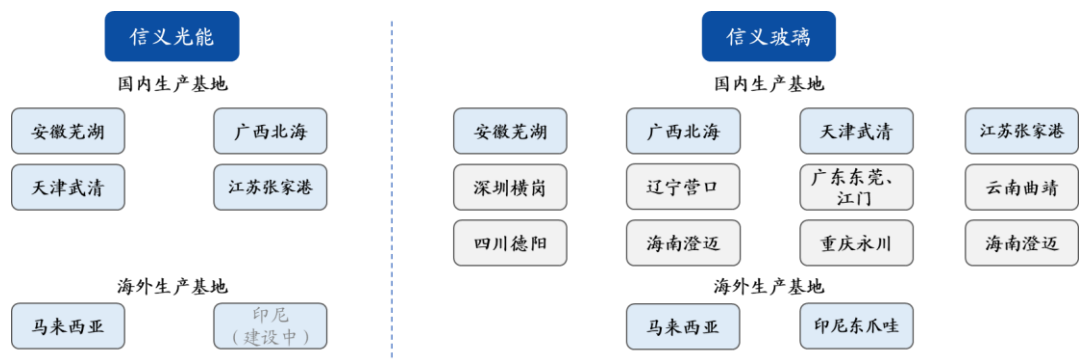 信义光能
国内生产基地
安徽芜湖
广西北海
天津武清
江苏张家港
海外生产基地
马来西亚
印尼
（建设中）
信义玻璃
国内生产基地
安徽芜湖
广西北海
天津武清
江苏张家港
深圳横岗
辽宁营口
广东东莞、
江门
云南曲靖
四川德阳
海南澄迈
重庆永川
海南澄迈
海外生产基地
马来西亚
印尼东爪哇